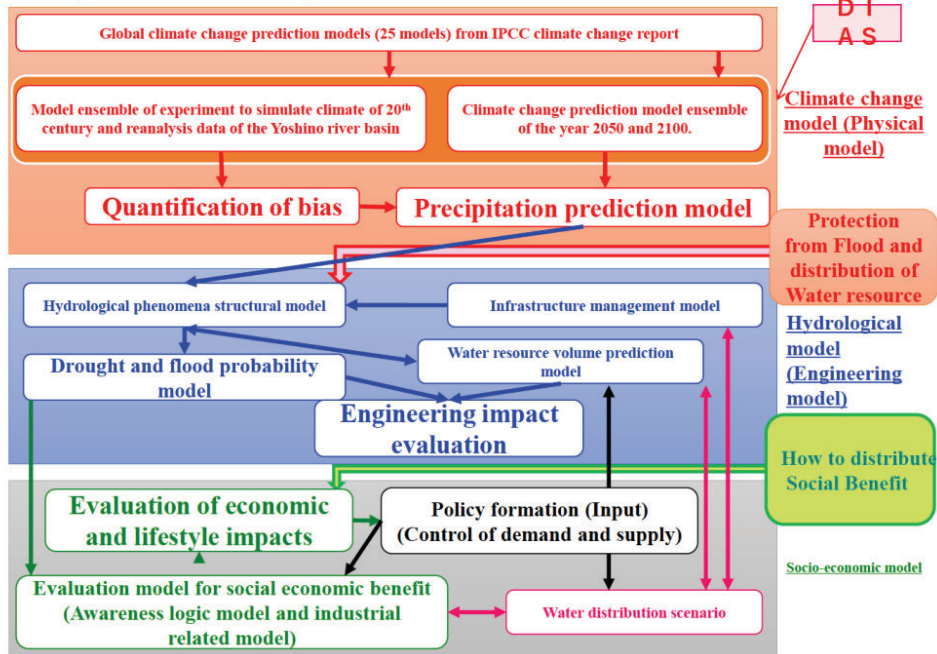 D I
A S
Global climate change prediction models (25 models) from IPCC climate change report
Model ensemble of experiment to simulate climate of 20th
century and reanalysis data of the Yoshino river basin
Climate change prediction model ensemble
of the year 2050 and 2100.
Climate change
model (Physical
model)
Quantification of bias
Precipitation prediction model
Protection
from Flood and
distribution of
Water resource
Hydrological phenomena structural model
Infrastructure management model
Hydrological
model
(Engineering
model)
Drought and flood probability
model
Water resource volume prediction
model
Engineering impact
evaluation
How to distribute
Social Benefit
Evaluation of economic
and lifestyle impacts
Policy formation (Input)
(Control of demand and supply)
Socio-economic model
Evaluation model for social economic benefit
(Awareness logic model and industrial
related model)
Water distribution scenario